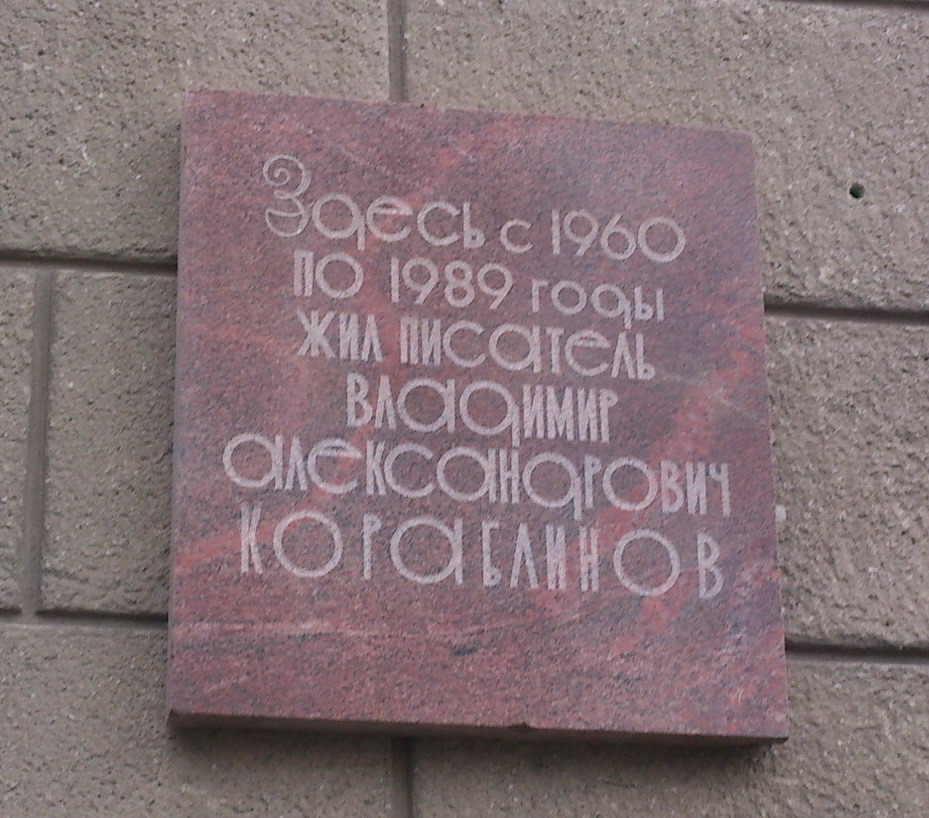 Здесь с 1960
по 1989 годы
жил писатель
Владимир
Александрович
Кораблинов